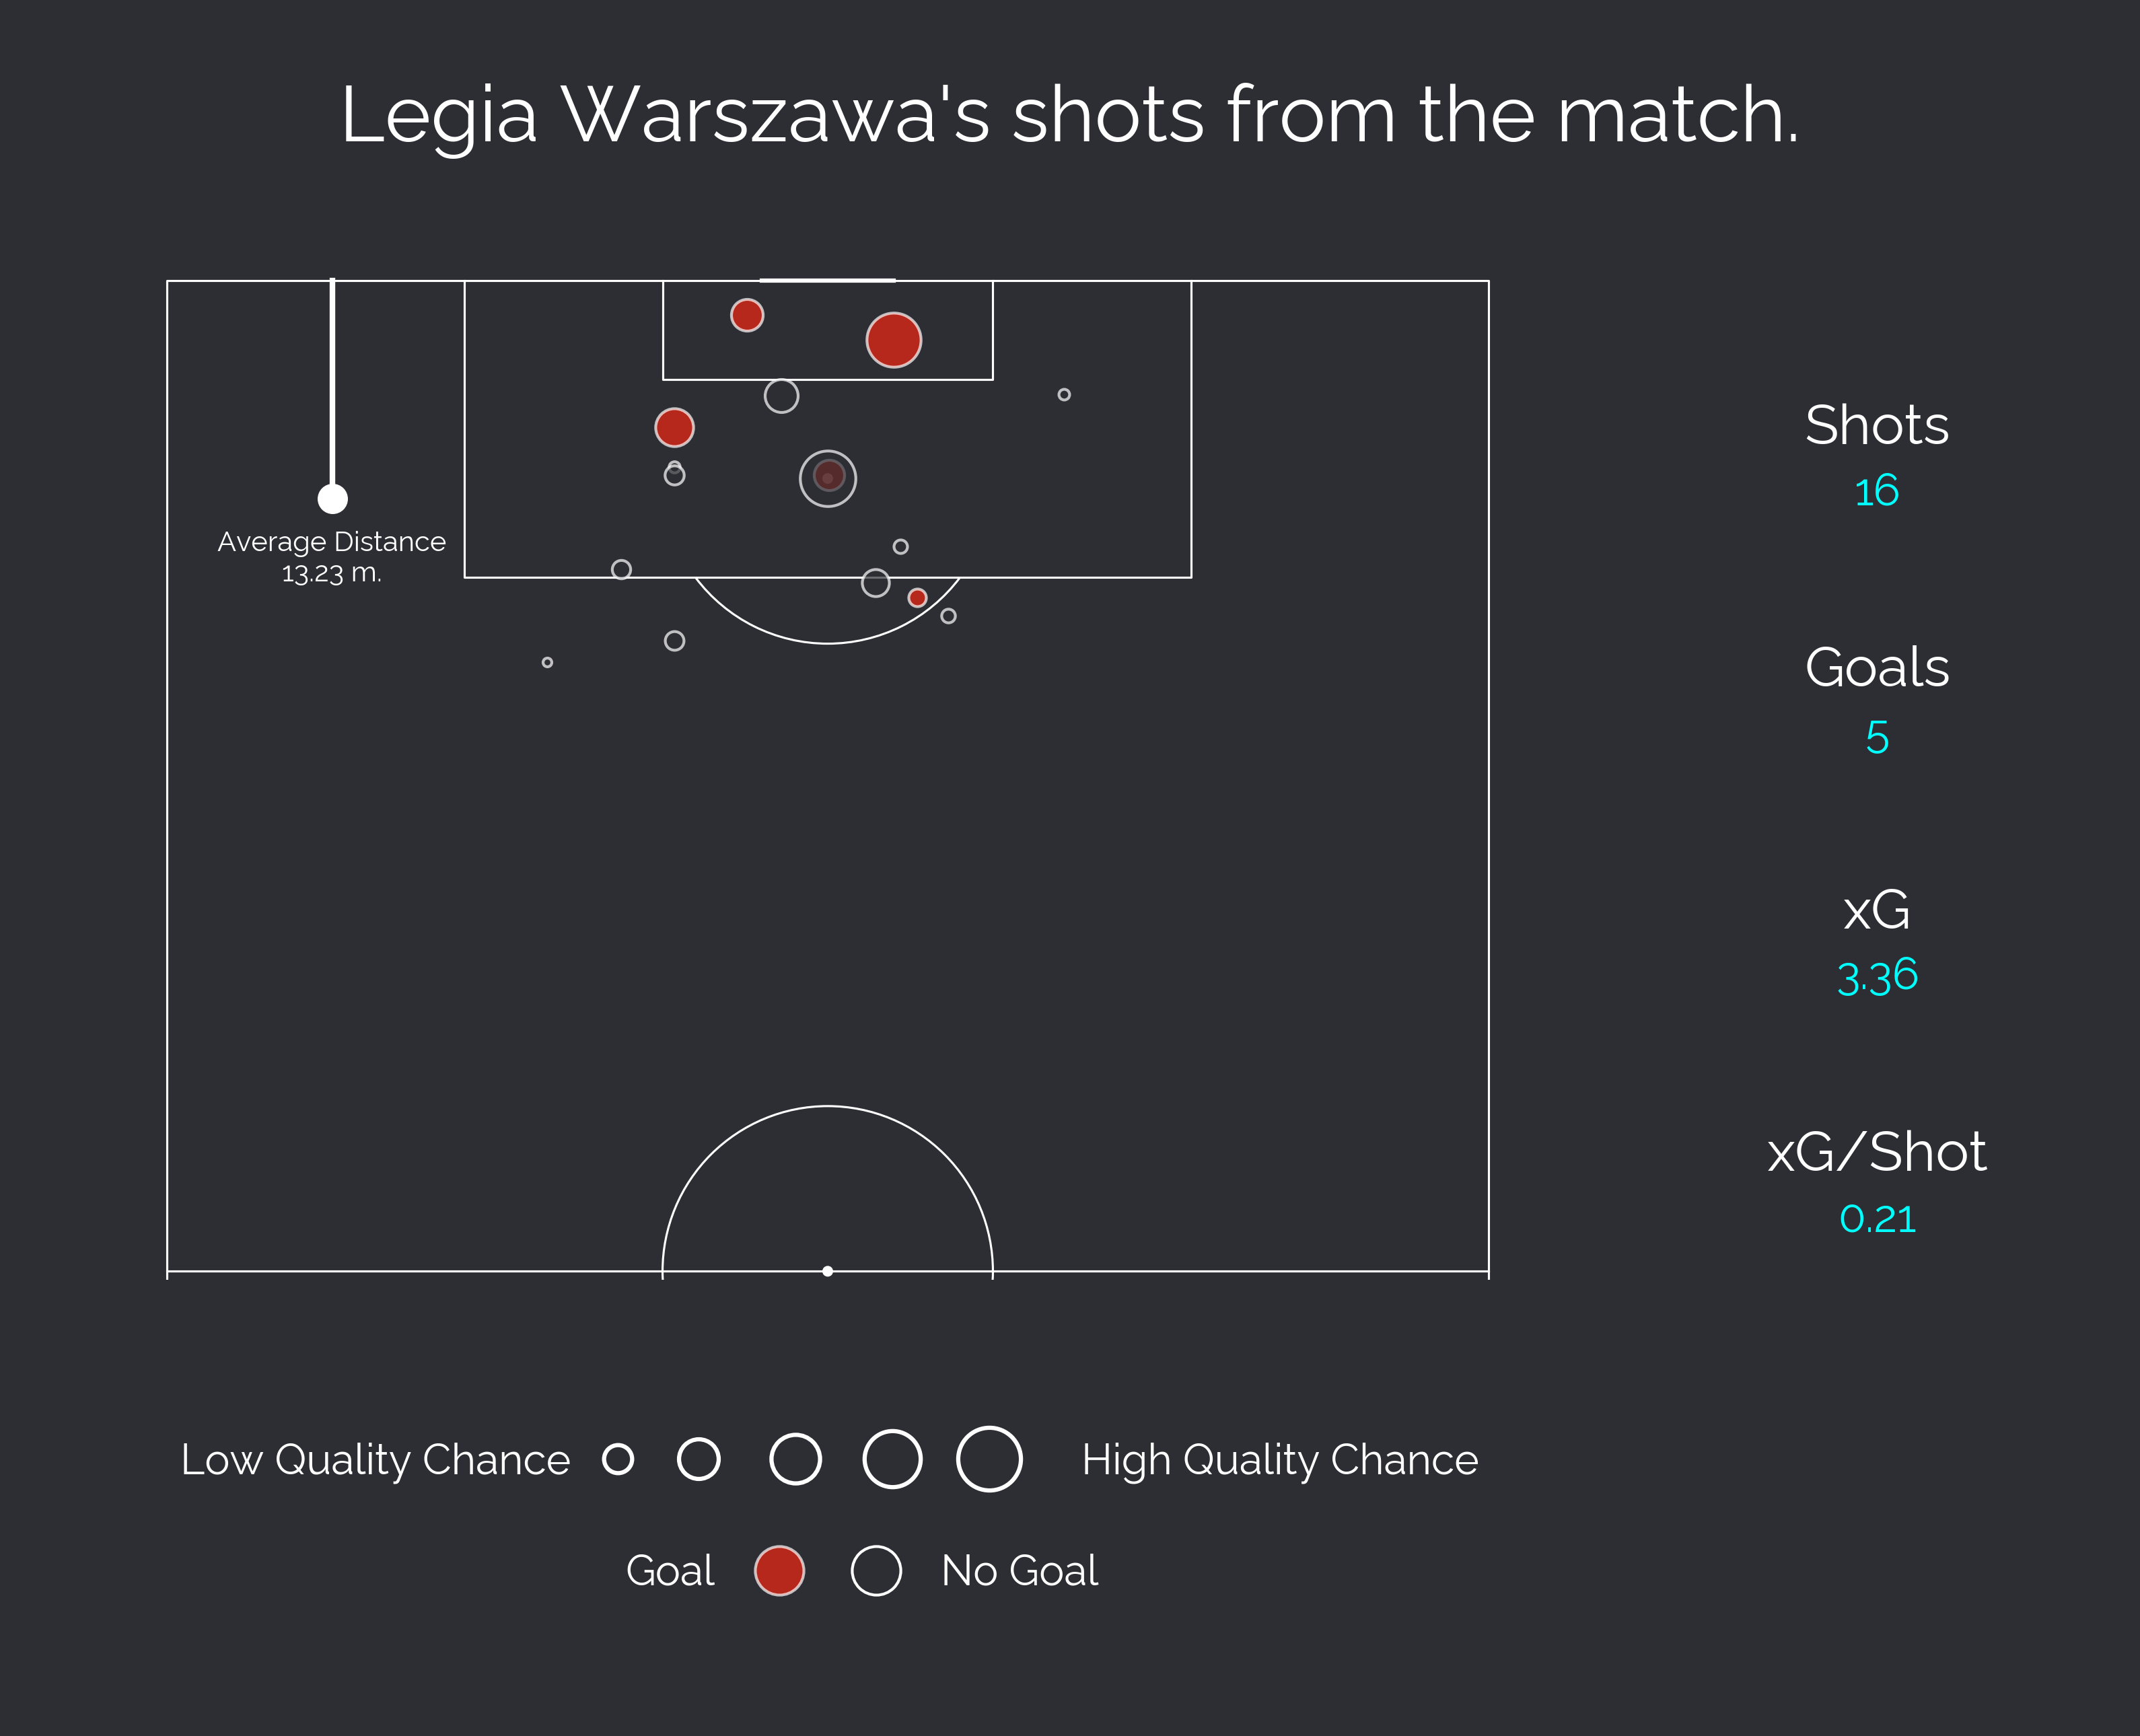 Legia Warszawa's shots from the match.
Average Distance
13.23 m.
Shots
16
Goals
5
xG
3.36
xG/Shot
0.21
Low Quality Chance
High Quality Chance
Goal
No Goal